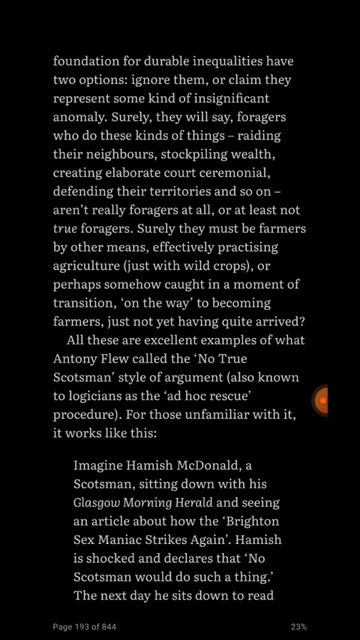 foundation for durable inequalities have
two options: ignore them, or claim they
represent some kind of insignificant
anomaly. Surely, they will say, foragers
who do these kinds of things – raiding
their neighbours, stockpiling wealth,
creating elaborate court ceremonial,
defending their territories and so on –
aren’t really foragers at all, or at least not
true foragers. Surely they must be farmers
by other means, effectively practising
agriculture (just with wild crops), or
perhaps somehow caught in a moment of
transition, ‘on the way’ to becoming
farmers, just not yet having quite arrived?
All these are excellent examples of what
Antony Flew called the ‘No True
Scotsman’ style of argument (also known
to logicians as the ‘ad hoc rescue’
procedure). For those unfamiliar with it,
it works like this:
Imagine Hamish McDonald, a
Scotsman, sitting down with his
Glasgow Morning Herald and seeing
an article about how the ‘Brighton
Sex Maniac Strikes Again’. Hamish
is shocked and declares that ‘No
Scotsman would do such a thing.’
The next day he sits down to read
Page 193 of 844 23%